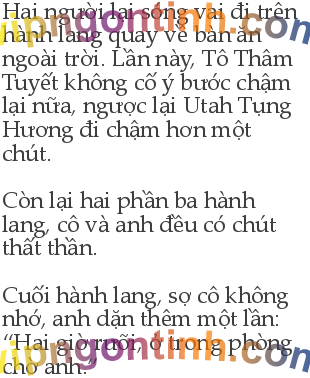 Hai người lại sóng vai đi trên
hành lang quay về bàn ăn
ngoài trời. Lần này, Tô Thâm
Tuyết không cố ý bước chậm
lại nữa, ngược lại Utah Tụng
Hương đi chậm hơn một
chút.
Còn lại hai phần ba hành
lang, cô và anh đều có chút
thất thần.
Cuối hành lang, sợ cô không
nhớ, anh dặn thêm một lần:
“Hai giờ rưỡi, ở trong phòng
chờ anh.”
vipngontinh.com
vipngontinh.com